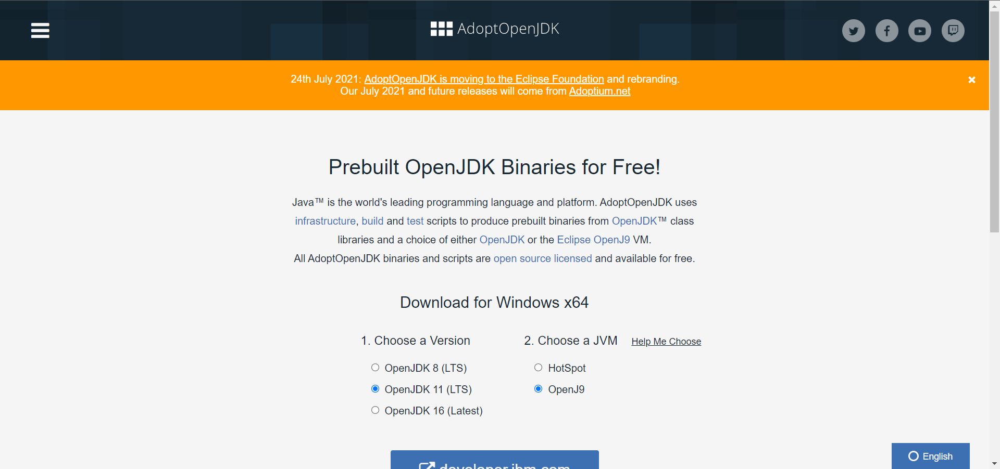 AdoptOpenJDK
24th July 2021: AdoptOpenJDK is moving to the Eclipse Foundation and rebranding.
Our July 2021 and future releases will come from Adoptium.net
Prebuilt OpenJDK Binaries for Free!
Java™ is the world's leading programming language and platform. AdoptOpenJDK uses
infrastructure, build and test scripts to produce prebuilt binaries from OpenJDK™ class
libraries and a choice of either OpenJDK or the Eclipse OpenJ9 VM.
All AdoptOpenJDK binaries and scripts are open source licensed and available for free.
Download for Windows x64
1. Choose a Version
OpenJDK 8 (LTS)
OpenJDK 11 (LTS)
OpenJDK 16 (Latest)
2. Choose a JVM Help Me Choose
HotSpot
OpenJ9
developer.ibm.com
English